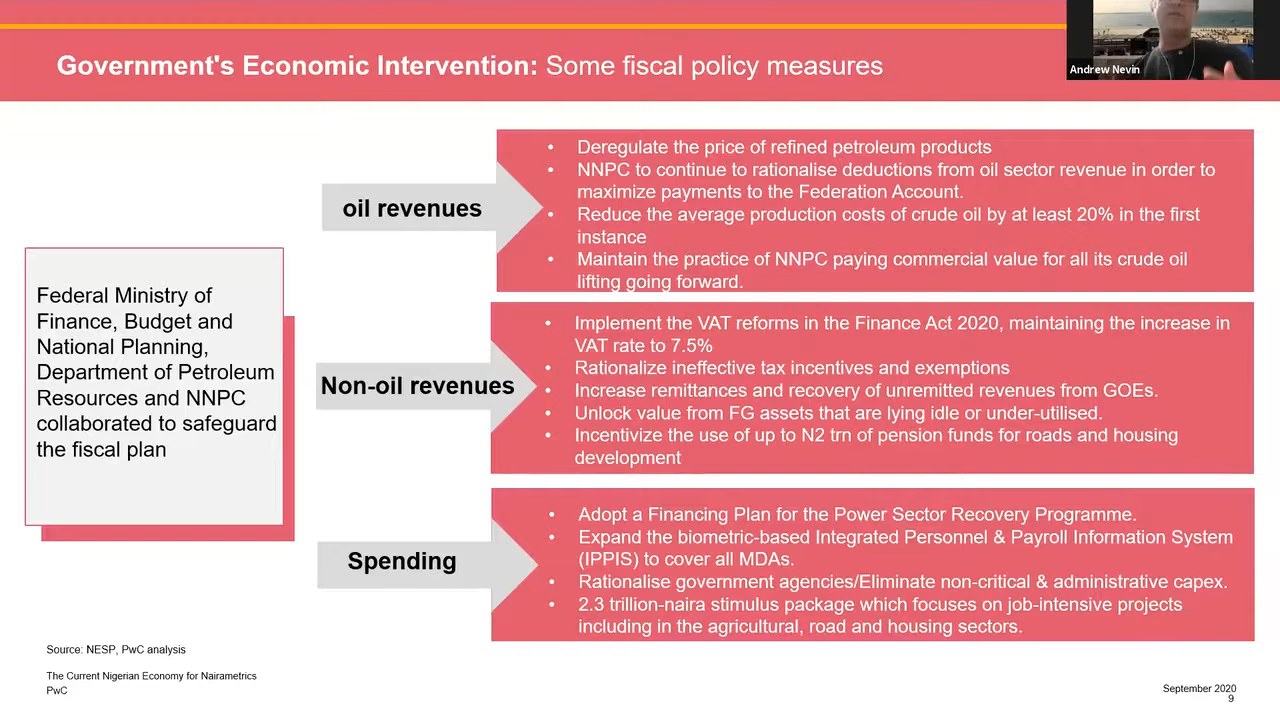 Government's Economic Intervention: Some fiscal policy measures
Andrew Nevin
Federal Ministry of
Finance, Budget and
National Planning,
Department of Petroleum
Resources and NNPC
collaborated to safeguard
the fiscal plan
oil revenues
• Deregulate the price of refined petroleum products
• NNPC to continue to rationalise deductions from oil sector revenue in order to
maximize payments to the Federation Account.
• Reduce the average production costs of crude oil by at least 20% in the first
instance
• Maintain the practice of NNPC paying commercial value for all its crude oil
lifting going forward.
Non-oil revenues
• Implement the VAT reforms in the Finance Act 2020, maintaining the increase in
VAT rate to 7.5%
• Rationalize ineffective tax incentives and exemptions
• Increase remittances and recovery of unremitted revenues from GOEs.
• Unlock value from FG assets that are lying idle or under-utilised.
• Incentivize the use of up to N2 trn of pension funds for roads and housing
development
Spending
• Adopt a Financing Plan for the Power Sector Recovery Programme.
• Expand the biometric-based Integrated Personnel & Payroll Information System
(IPPIS) to cover all MDAs.
• Rationalise government agencies/Eliminate non-critical & administrative capex.
• 2.3 trillion-naira stimulus package which focuses on job-intensive projects
including in the agricultural, road and housing sectors.
Source: NESP, PwC analysis
The Current Nigerian Economy for Nairametrics
PwC
September 2020
9